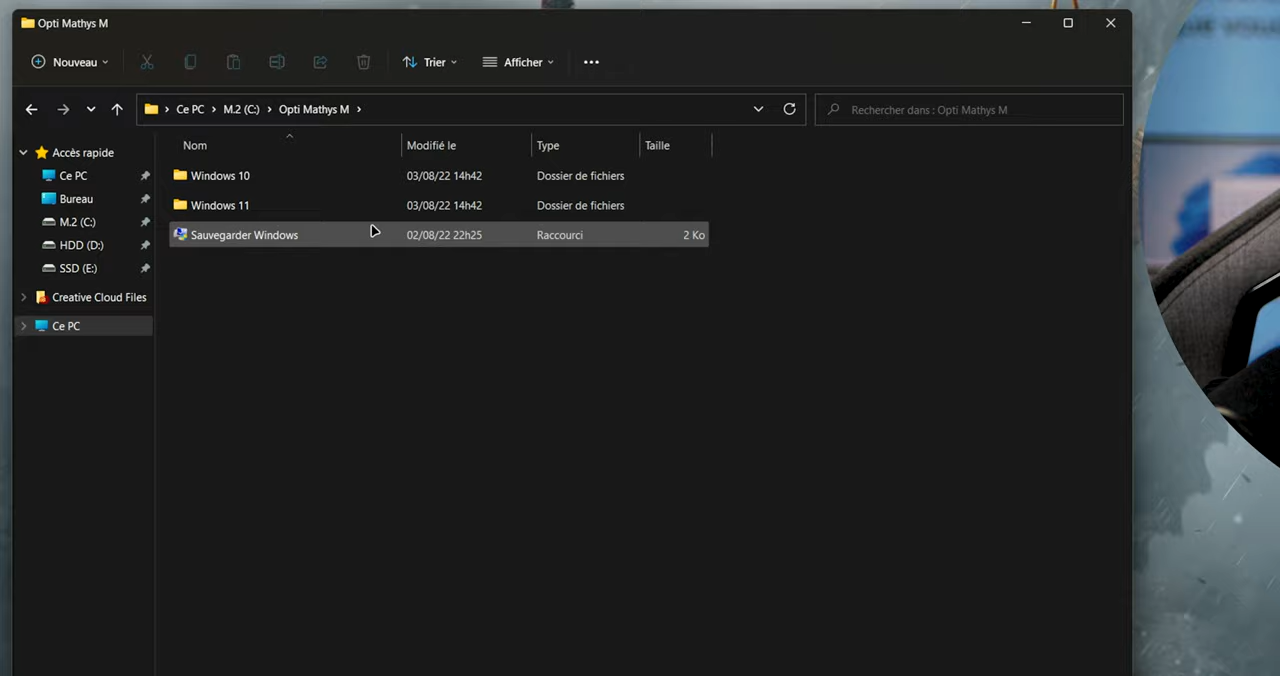 Opti Mathys M
Nouveau Trier Afficher
Ce PC M.2 (C:) Opti Mathys M Rechercher dans : Opti Mathys M
Accès rapide
Ce PC
Bureau
M.2 (C:)
HDD (D:)
SSD (E:)
Creative Cloud Files
Ce PC
Nom Modifié le Type Taille
Windows 10 03/08/22 14h42 Dossier de fichiers
Windows 11 03/08/22 14h42 Dossier de fichiers
Sauvegarder Windows 02/08/22 22h25 Raccourci 2 Ko